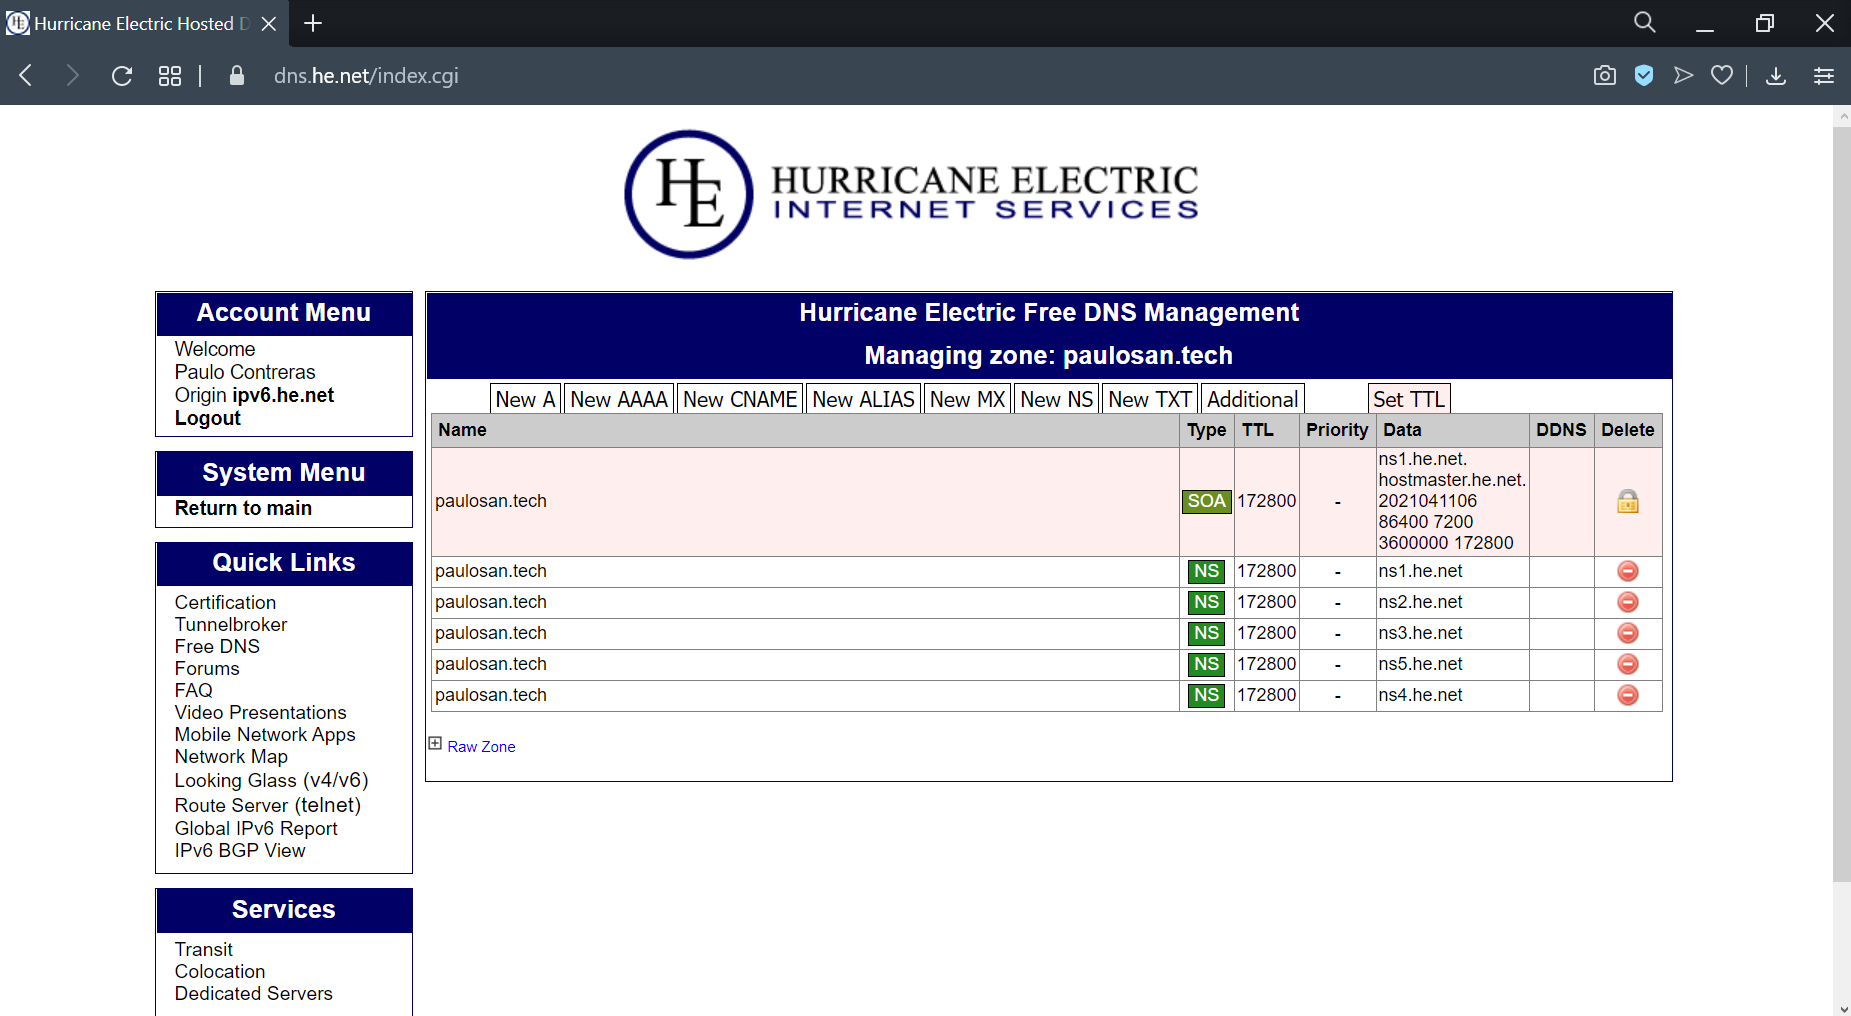 Hurricane Electric Hosted D
dns.he.net/index.cgi
HE
HURRICANE ELECTRIC
INTERNET SERVICES
Account Menu
Welcome
Paulo Contreras
Origin ipv6.he.net
Logout
System Menu
Return to main
Quick Links
Certification
Tunnelbroker
Free DNS
Forums
FAQ
Video Presentations
Mobile Network Apps
Network Map
Looking Glass (v4/v6)
Route Server (telnet)
Global IPv6 Report
IPv6 BGP View
Services
Transit
Colocation
Dedicated Servers
Hurricane Electric Free DNS Management
Managing zone: paulosan.tech
New A New AAAA New CNAME New ALIAS New MX New NS New TXT Additional Set TTL
Name Type TTL Priority Data DDNS Delete
paulosan.tech SOA 172800 - ns1.he.net.
hostmaster.he.net.
2021041106
86400 7200
3600000 172800
paulosan.tech NS 172800 - ns1.he.net
paulosan.tech NS 172800 - ns2.he.net
paulosan.tech NS 172800 - ns3.he.net
paulosan.tech NS 172800 - ns5.he.net
paulosan.tech NS 172800 - ns4.he.net
Raw Zone